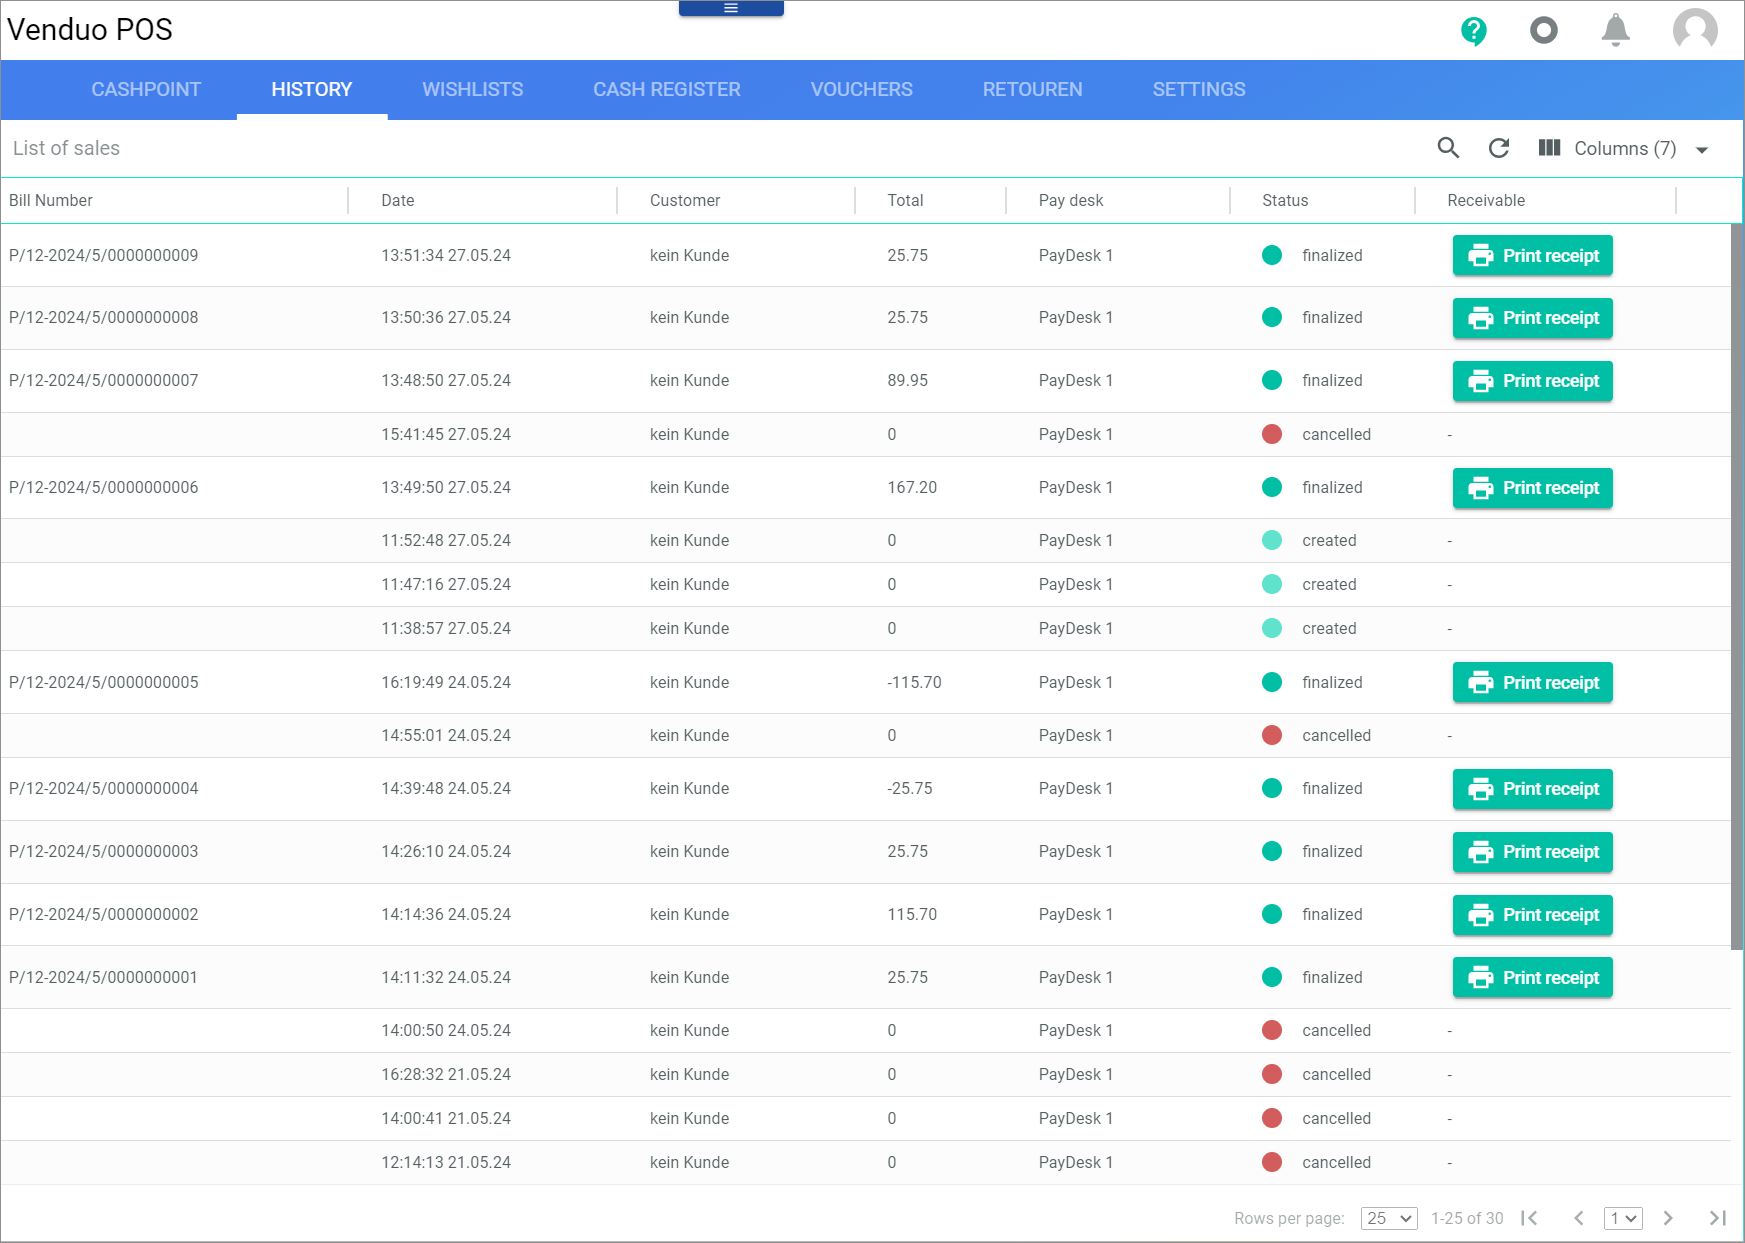 Venduo POS
CASHPOINT HISTORY WISHLISTS CASH REGISTER VOUCHERS RETOUREN SETTINGS
List of sales Columns (7)
Bill Number Date Customer Total Pay desk Status Receivable
P/12-2024/5/0000000009 13:51:34 27.05.24 kein Kunde 25.75 PayDesk 1 finalized Print receipt
P/12-2024/5/0000000008 13:50:36 27.05.24 kein Kunde 25.75 PayDesk 1 finalized Print receipt
P/12-2024/5/0000000007 13:48:50 27.05.24 kein Kunde 89.95 PayDesk 1 finalized Print receipt
15:41:45 27.05.24 kein Kunde 0 PayDesk 1 cancelled -
P/12-2024/5/0000000006 13:49:50 27.05.24 kein Kunde 167.20 PayDesk 1 finalized Print receipt
11:52:48 27.05.24 kein Kunde 0 PayDesk 1 created -
11:47:16 27.05.24 kein Kunde 0 PayDesk 1 created -
11:38:57 27.05.24 kein Kunde 0 PayDesk 1 created -
P/12-2024/5/0000000005 16:19:49 24.05.24 kein Kunde -115.70 PayDesk 1 finalized Print receipt
14:55:01 24.05.24 kein Kunde 0 PayDesk 1 cancelled -
P/12-2024/5/0000000004 14:39:48 24.05.24 kein Kunde -25.75 PayDesk 1 finalized Print receipt
P/12-2024/5/0000000003 14:26:10 24.05.24 kein Kunde 25.75 PayDesk 1 finalized Print receipt
P/12-2024/5/0000000002 14:14:36 24.05.24 kein Kunde 115.70 PayDesk 1 finalized Print receipt
P/12-2024/5/0000000001 14:11:32 24.05.24 kein Kunde 25.75 PayDesk 1 finalized Print receipt
14:00:50 24.05.24 kein Kunde 0 PayDesk 1 cancelled -
16:28:32 21.05.24 kein Kunde 0 PayDesk 1 cancelled -
14:00:41 21.05.24 kein Kunde 0 PayDesk 1 cancelled -
12:14:13 21.05.24 kein Kunde 0 PayDesk 1 cancelled -
Rows per page: 25 1-25 of 30 1